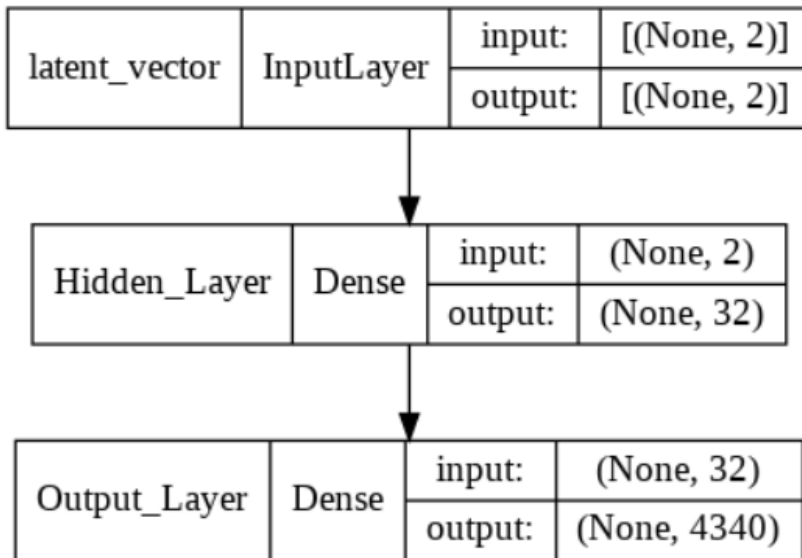 latent_vector InputLayer input: [(None, 2)]
output: [(None, 2)]
Hidden_Layer Dense input: (None, 2)
output: (None, 32)
Output_Layer Dense input: (None, 32)
output: (None, 4340)